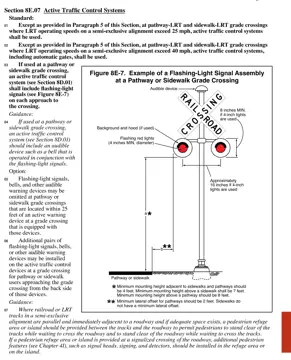 Section 8E.07 Active Traffic Control Systems
Standard:
01 Except as provided in Paragraph 5 of this Section, at pathway-LRT and sidewalk-LRT grade crossings
where LRT operating speeds on a semi-exclusive alignment exceed 25 mph, active traffic control systems
shall be used.
02 Except as provided in Paragraph 5 of this Section, at pathway-LRT and sidewalk-LRT grade crossings
where LRT operating speeds on a semi-exclusive alignment exceed 40 mph, active traffic control systems,
including automatic gates, shall be used.
03 If used at a pathway or
sidewalk grade crossing,
an active traffic control
system (see Section 8D.01)
shall include flashing-light
signals (see Figure 8E-7)
on each approach to
the crossing.
Guidance:
04 If used at a pathway or
sidewalk grade crossing,
an active traffic control
system (see Section 8D.01)
should include an audible
device such as a bell that is
operated in conjunction with
the flashing-light signals.
Option:
05 Flashing-light signals,
bells, and other audible
warning devices may be
omitted at pathway or
sidewalk grade crossings
that are located within 25
feet of an active warning
device at a grade crossing
that is equipped with
those devices.
06 Additional pairs of
flashing-light signals, bells,
or other audible warning
devices may be installed
on the active traffic control
devices at a grade crossing
for pathway or sidewalk
users approaching the grade
crossing from the back side
of those devices.
Guidance:
Figure 8E-7. Example of a Flashing-Light Signal Assembly
at a Pathway or Sidewalk Grade Crossing
Audible device
RAILROAD
CROSSING
9 inches MIN.
if 4-inch lights
are used
Background and hood (if used)
Flashing red lights
(4 inches MIN. diameter)
Approximately
16 inches if 4-inch
lights are used
*
**
Pathway or sidewalk
* Minimum mounting height adjacent to sidewalks and pathways should
be 4 feet. Minimum mounting height above a sidewalk shall be 7 feet.
Minimum mounting height above a pathway should be 8 feet.
** Minimum lateral offset for pathways should be 2 feet. Sidewalks do
not have a minimum lateral offset.
07 Where railroad or LRT
tracks in a semi-exclusive
alignment are parallel and immediately adjacent to a roadway and if adequate space exists, a pedestrian refuge
area or island should be provided between the tracks and the roadway to permit pedestrians to stand clear of the
tracks while waiting to cross the roadway and to stand clear of the roadway while waiting to cross the tracks.
If a pedestrian refuge area or island is provided at a signalized crossing of the roadway, additional pedestrian
features (see Chapter 4I), such as signal heads, signing, and detectors, should be installed in the refuge area or
on the island.